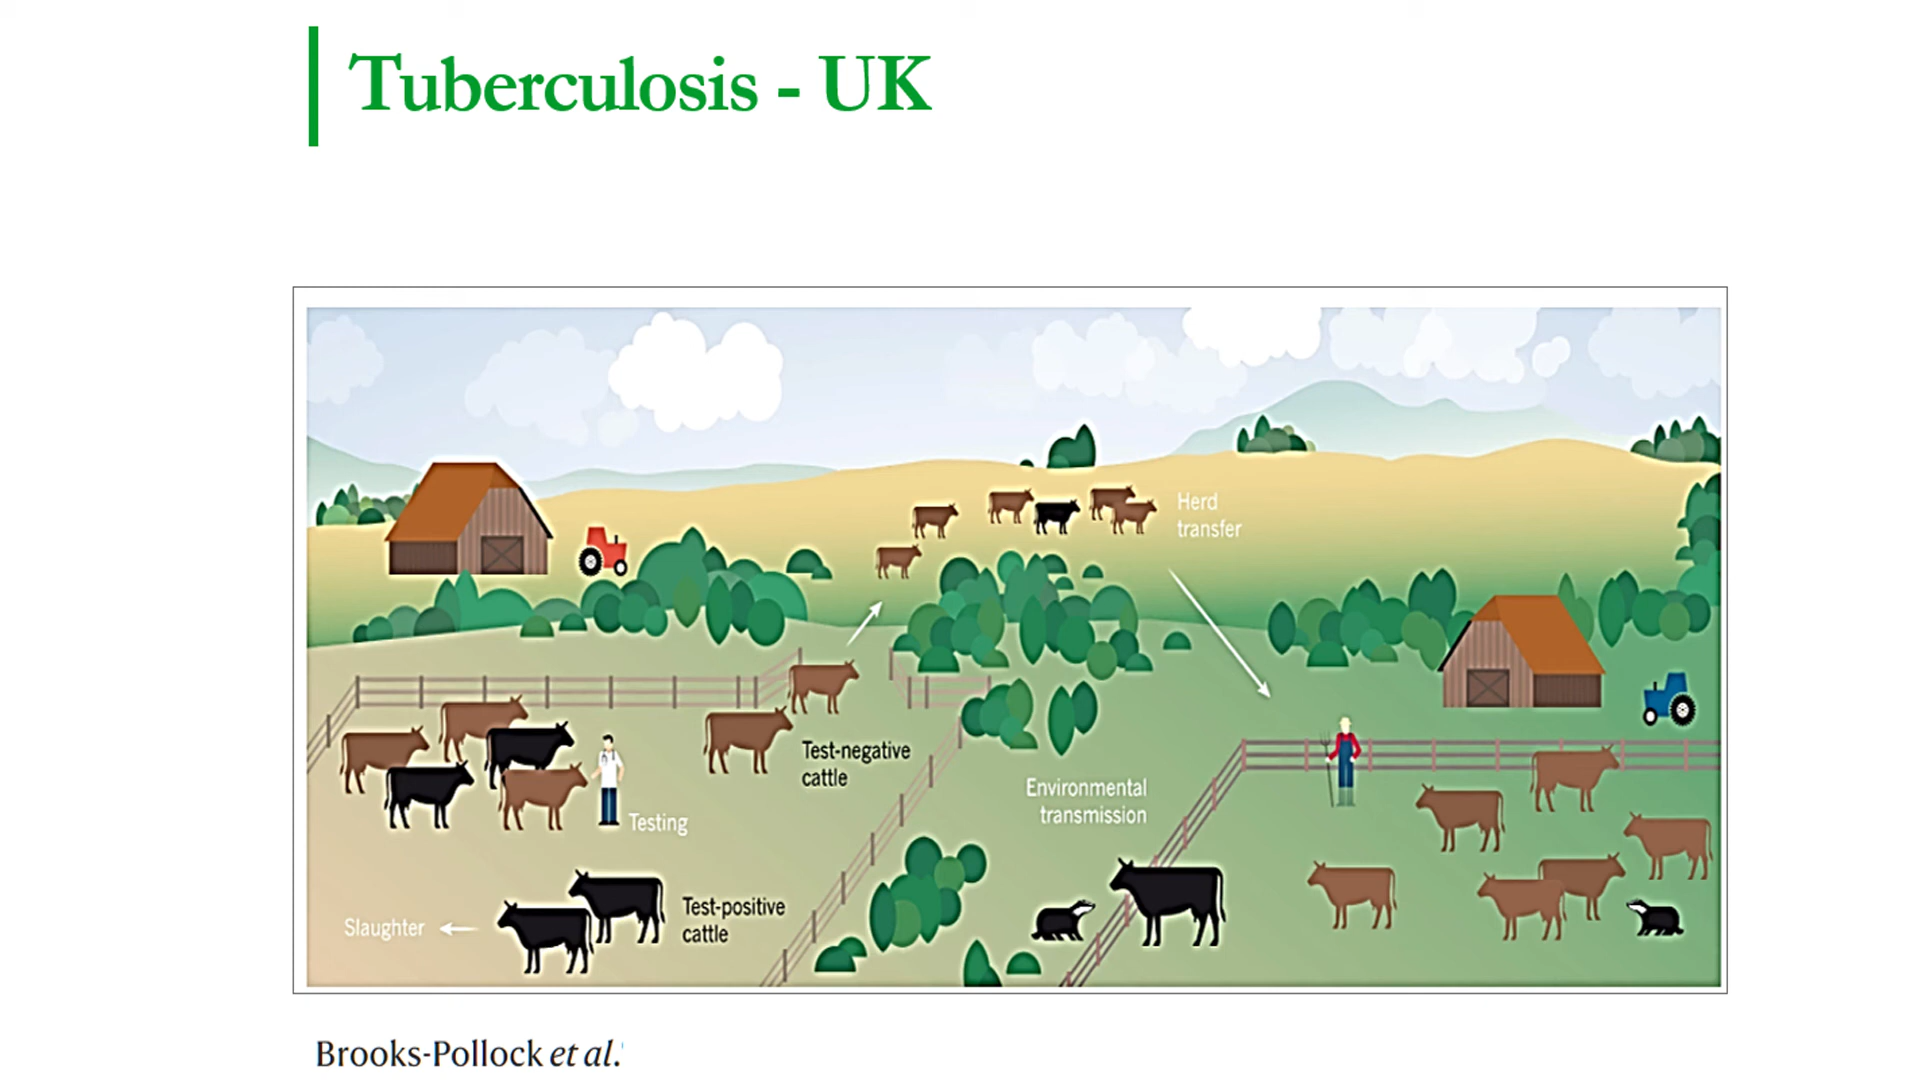 Tuberculosis - UK
Herd
transfer
Test-negative
cattle
Environmental
transmission
Testing
Test-positive
cattle
Slaughter
Brooks-Pollock et al.